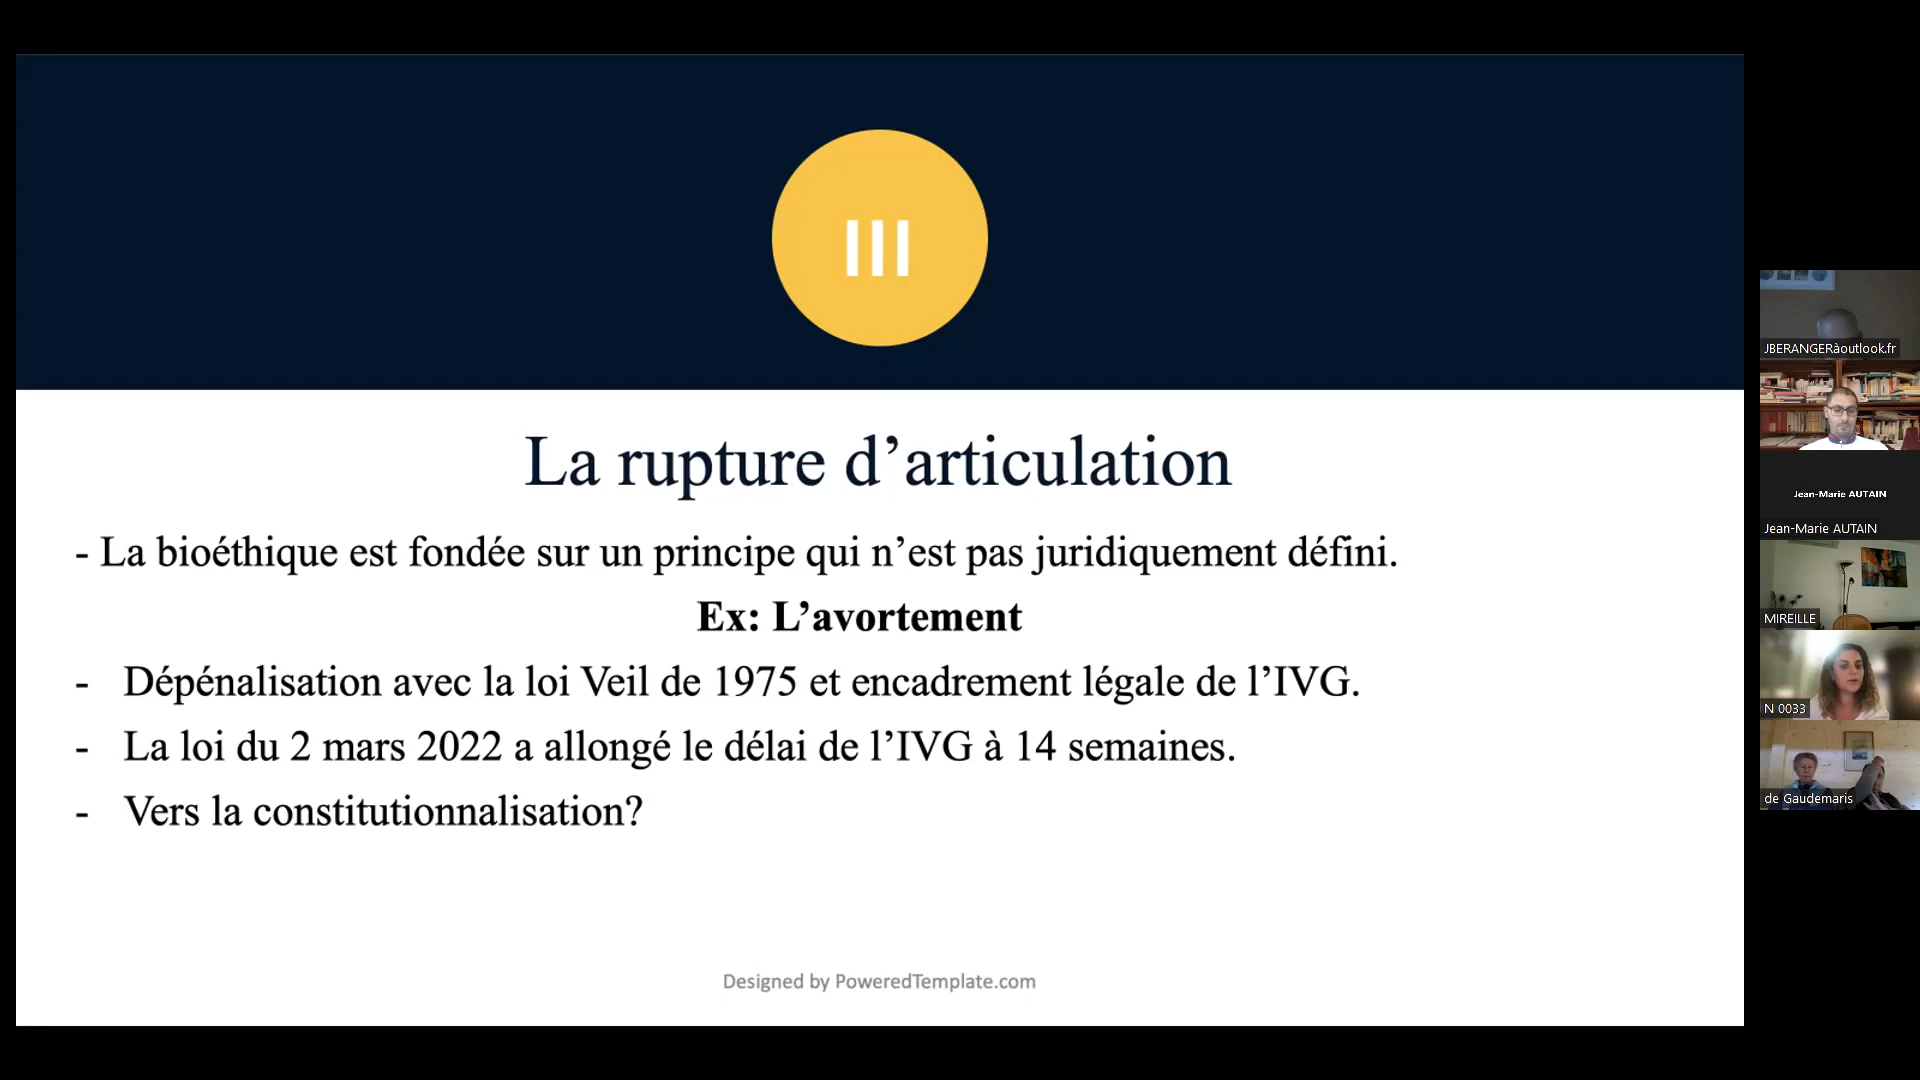 III
La rupture d’articulation
- La bioéthique est fondée sur un principe qui n’est pas juridiquement défini.
Ex: L’avortement
- Dépénalisation avec la loi Veil de 1975 et encadrement légale de l’IVG.
- La loi du 2 mars 2022 a allongé le délai de l’IVG à 14 semaines.
- Vers la constitutionnalisation?
Designed by PoweredTemplate.com
JBERANGERàoutlook.fr
Jean-Marie AUTAIN
Jean-Marie AUTAIN
MIREILLE
N 0033
de Gaudemaris